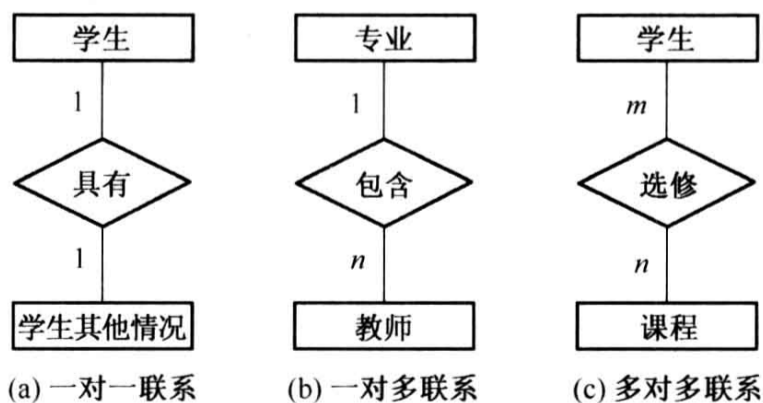 学生
1
具有
1
学生其他情况
(a) 一对一联系
专业
1
包含
n
教师
(b) 一对多联系
学生
m
选修
n
课程
(c) 多对多联系